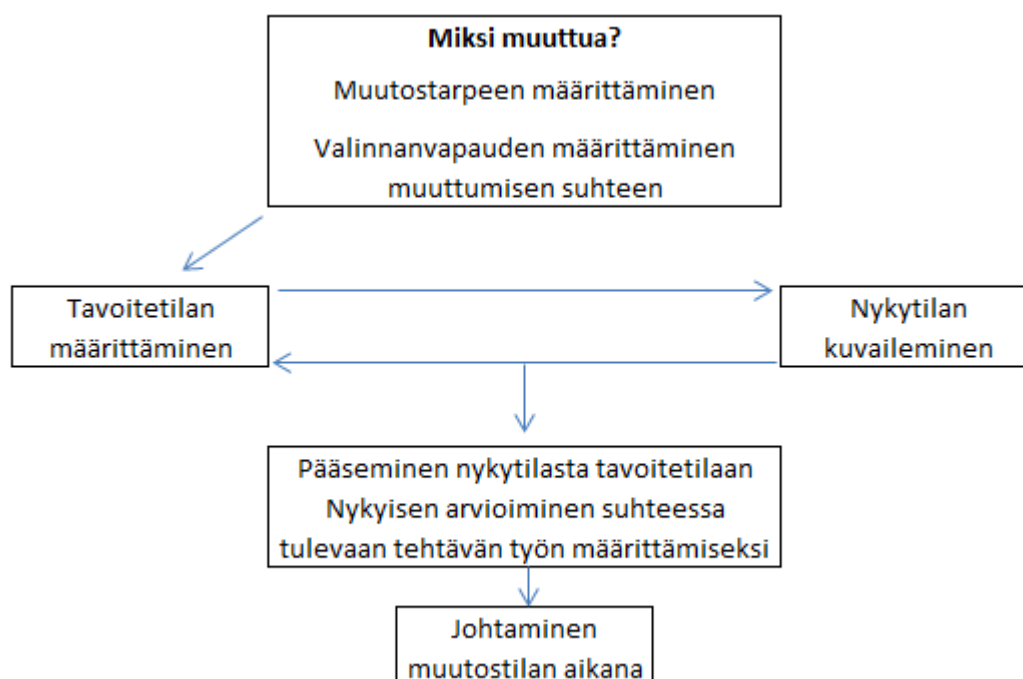 Miksi muuttua?
Muutostarpeen määrittäminen
Valinnanvapauden määrittäminen
muuttumisen suhteen
Tavoitetilan
määrittäminen
Nykytilan
kuvaileminen
Pääseminen nykytilasta tavoitetilaan
Nykyisen arvioiminen suhteessa
tulevaan tehtävän työn määrittämiseksi
Johtaminen
muutostilan aikana